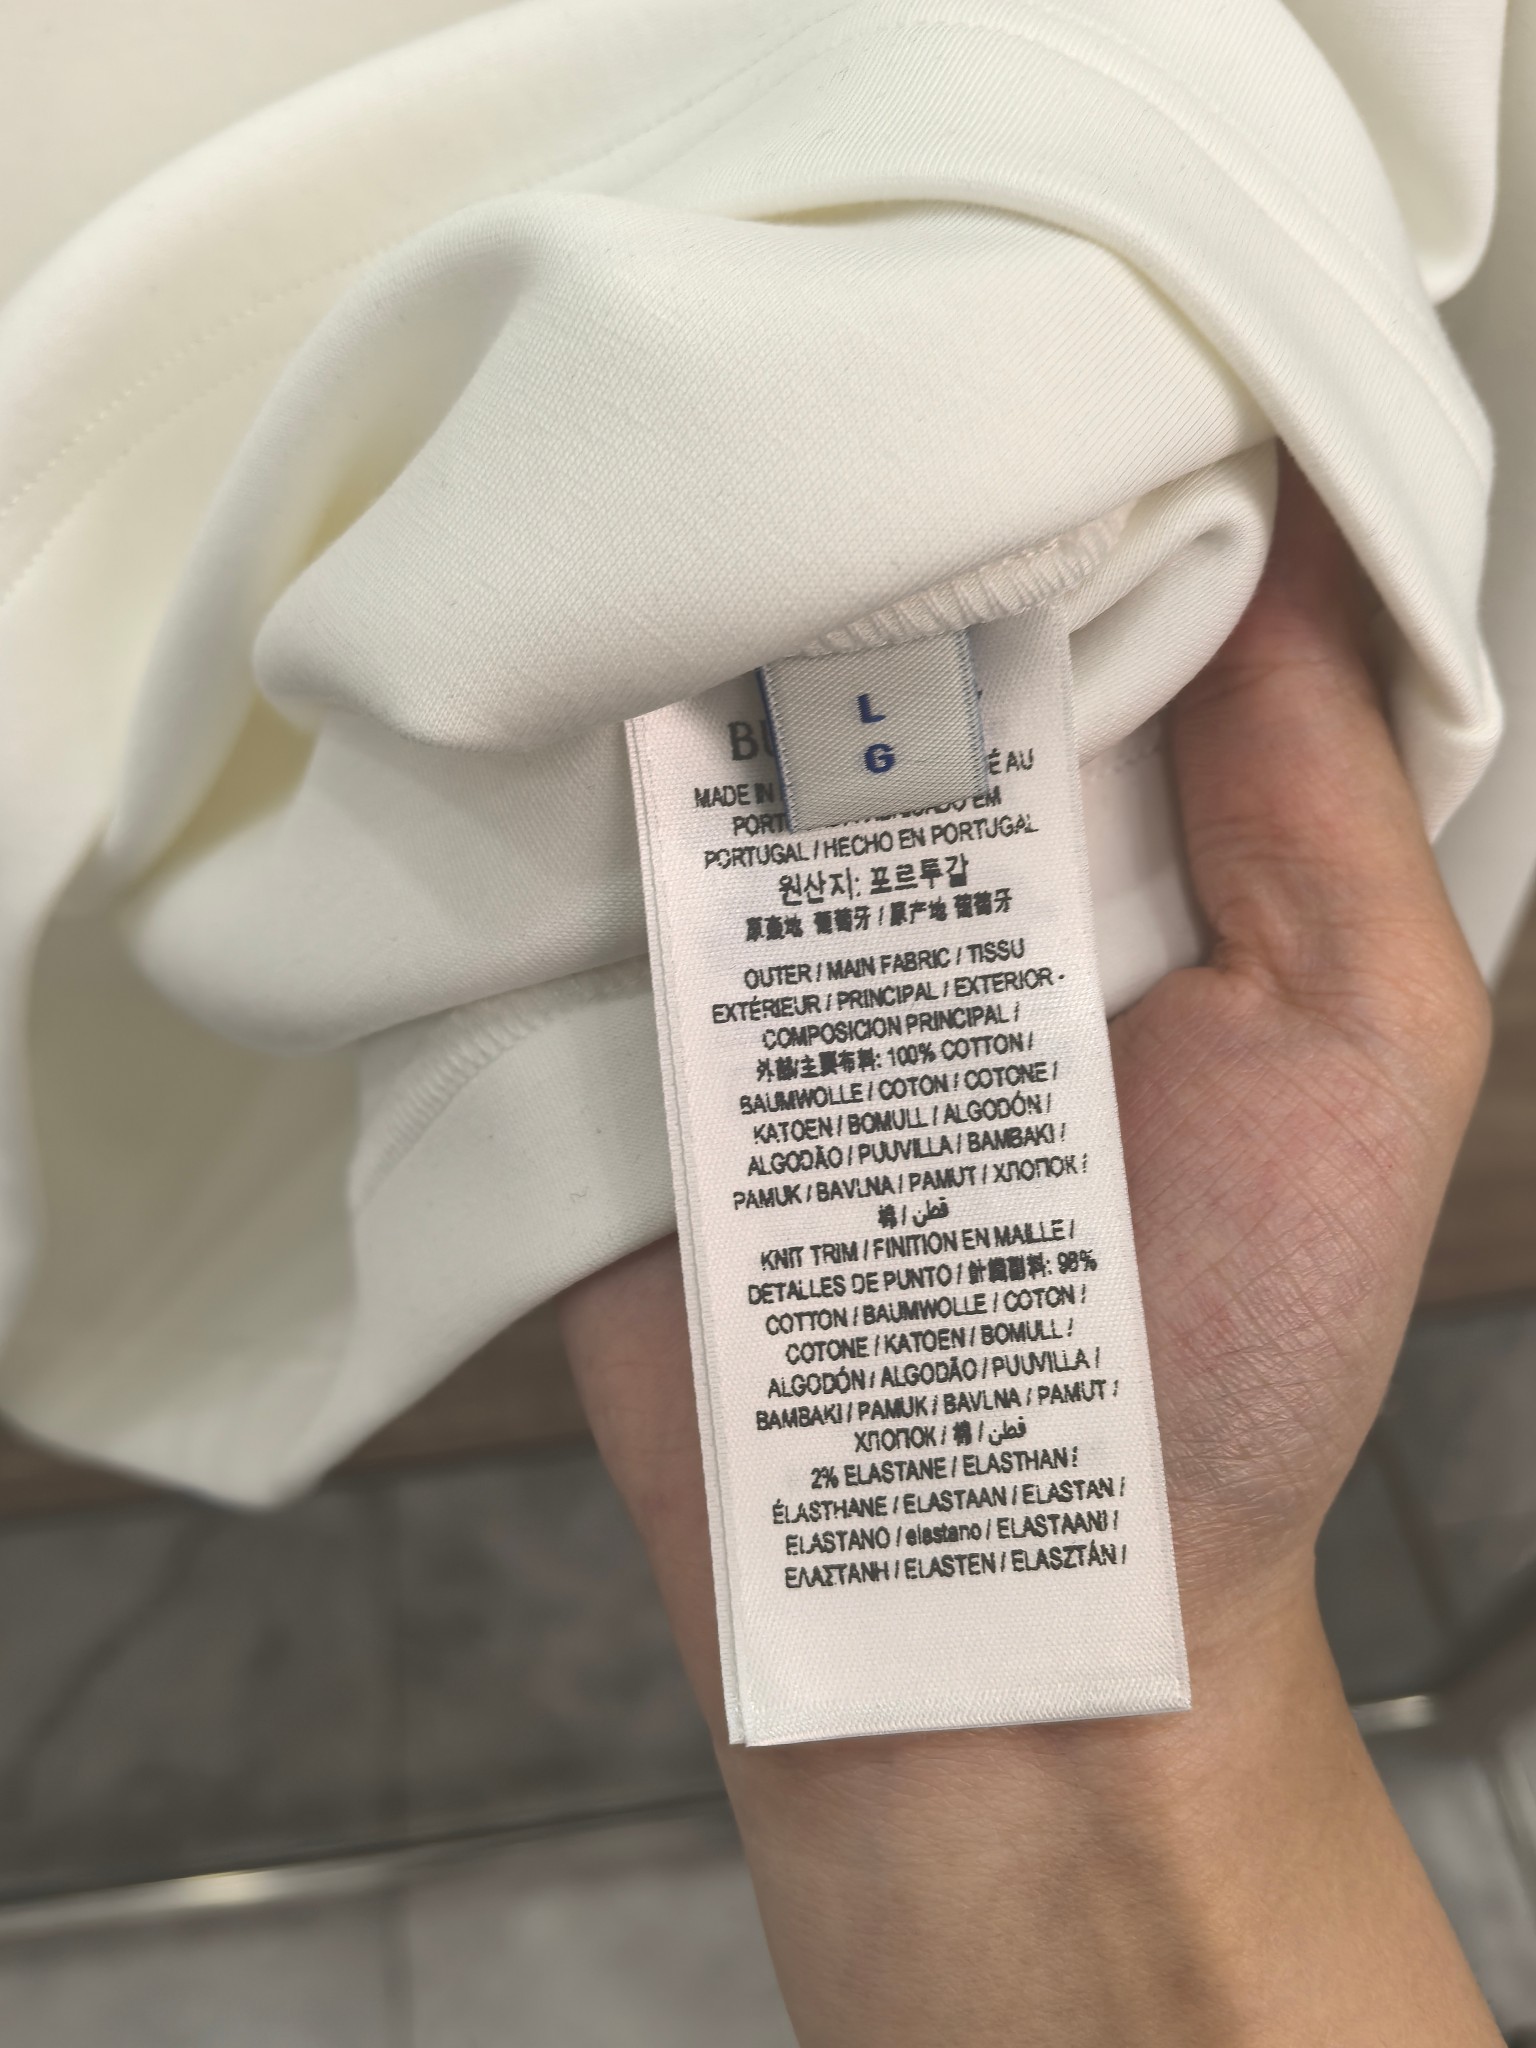 L
G
BU
MADE IN
É AU
PORT
EM
PORTUGAL / HECHO EN PORTUGAL
원산지: 포르투갈
原產地 葡萄牙 / 原产地 葡萄牙
OUTER / MAIN FABRIC / TISSU
EXTÉRIEUR / PRINCIPAL / EXTERIOR -
COMPOSICION PRINCIPAL /
外部/主要布料: 100% COTTON /
BAUMWOLLE / COTON / COTONE /
KATOEN / BOMULL / ALGODÓN /
ALGODÃO / PUUVILLA / BAMBAKI /
PAMUK / BAVLNA / PAMUT / ХЛОПОК /
棉 / قطن
KNIT TRIM / FINITION EN MAILLE /
DETALLES DE PUNTO / 針織副料: 98%
COTTON / BAUMWOLLE / COTON /
COTONE / KATOEN / BOMULL /
ALGODÓN / ALGODÃO / PUUVILLA /
BAMBAKI / PAMUK / BAVLNA / PAMUT /
ХЛОПОК / 棉 / قطن
2% ELASTANE / ELASTHAN /
ÉLASTHANE / ELASTAAN / ELASTAN /
ELASTANO / elastano / ELASTAANI /
ΕΛΑΣΤΑΝΗ / ELASTEN / ELASZTÁN /